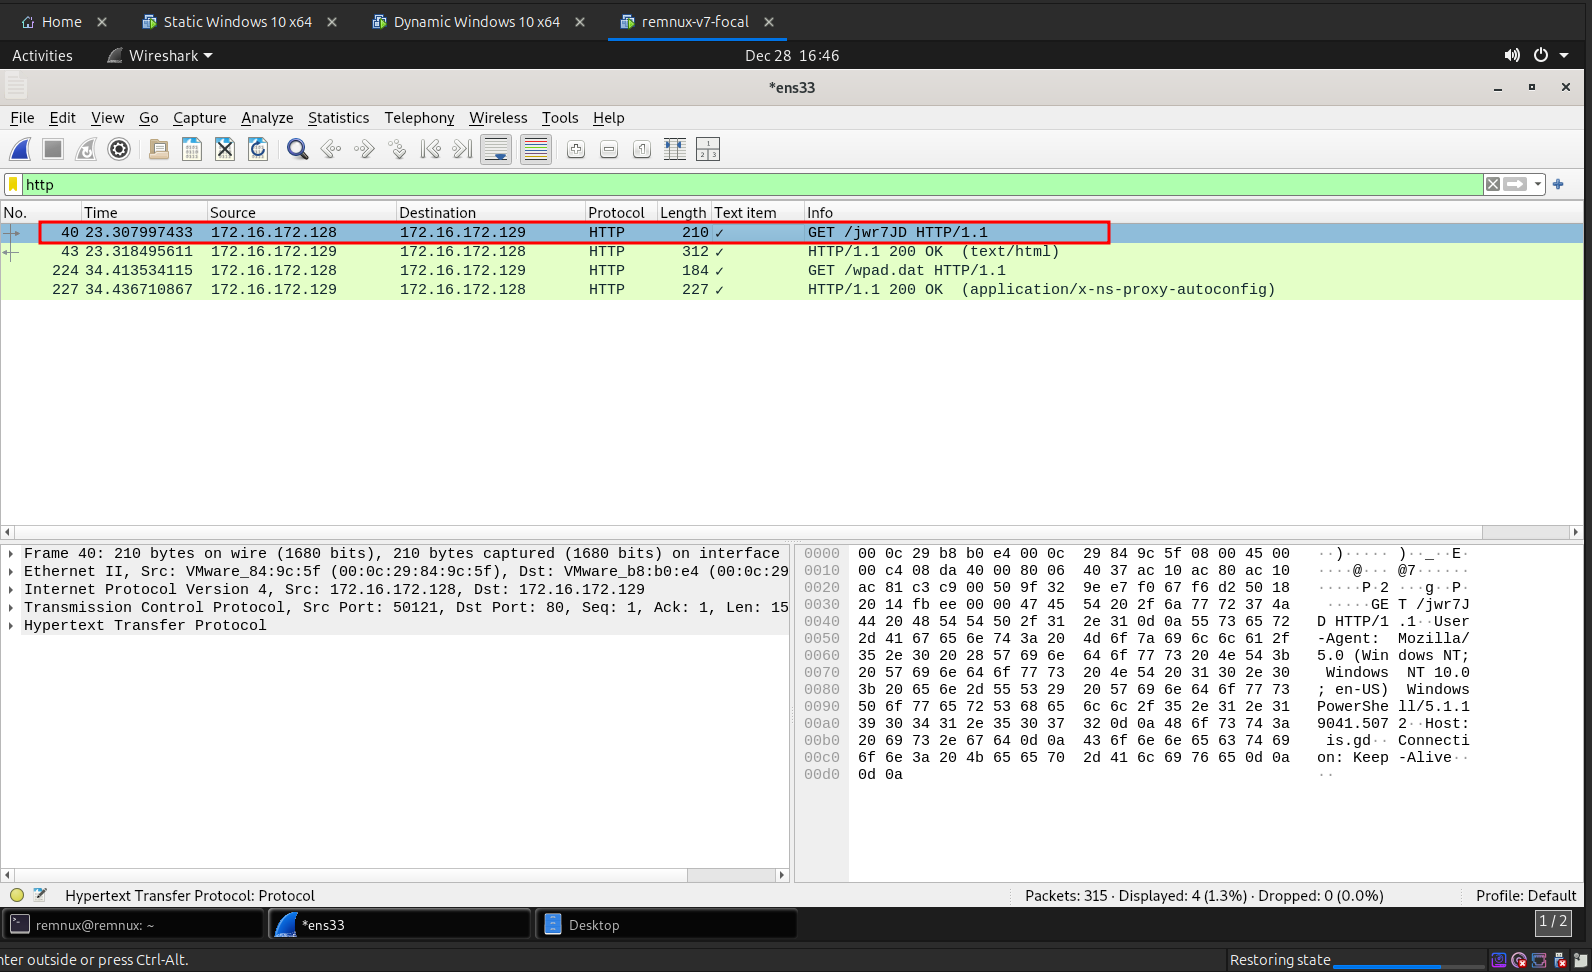 Home
Static Windows 10 x64
Dynamic Windows 10 x64
remnux-v7-focal
Activities
Wireshark
Dec 28 16:46
*ens33
File Edit View Go Capture Analyze Statistics Telephony Wireless Tools Help
http
No. Time Source Destination Protocol Length Text item Info
40 23.307997433 172.16.172.128 172.16.172.129 HTTP 210 ✓ GET /jwr7JD HTTP/1.1
43 23.318495611 172.16.172.129 172.16.172.128 HTTP 312 ✓ HTTP/1.1 200 OK (text/html)
224 34.413534115 172.16.172.128 172.16.172.129 HTTP 184 ✓ GET /wpad.dat HTTP/1.1
227 34.436710867 172.16.172.129 172.16.172.128 HTTP 227 ✓ HTTP/1.1 200 OK (application/x-ns-proxy-autoconfig)
Frame 40: 210 bytes on wire (1680 bits), 210 bytes captured (1680 bits) on interface
Ethernet II, Src: VMware_84:9c:5f (00:0c:29:84:9c:5f), Dst: VMware_b8:b0:e4 (00:0c:29
Internet Protocol Version 4, Src: 172.16.172.128, Dst: 172.16.172.129
Transmission Control Protocol, Src Port: 50121, Dst Port: 80, Seq: 1, Ack: 1, Len: 15
Hypertext Transfer Protocol
0000 00 0c 29 b8 b0 e4 00 0c 29 84 9c 5f 08 00 45 00 ··)····· )··_··E·
0010 00 c4 08 da 40 00 80 06 40 37 ac 10 ac 80 ac 10 ····@··· @7······
0020 ac 81 c3 c9 00 50 9f 32 9e e7 f0 67 f6 d2 50 18 ·····P·2 ···g··P·
0030 20 14 fb ee 00 00 47 45 54 20 2f 6a 77 72 37 4a ·····GE T /jwr7J
0040 44 20 48 54 54 50 2f 31 2e 31 0d 0a 55 73 65 72 D HTTP/1 .1··User
0050 2d 41 67 65 6e 74 3a 20 4d 6f 7a 69 6c 6c 61 2f -Agent: Mozilla/
0060 35 2e 30 20 28 57 69 6e 64 6f 77 73 20 4e 54 3b 5.0 (Win dows NT;
0070 20 57 69 6e 64 6f 77 73 20 4e 54 20 31 30 2e 30 Windows NT 10.0
0080 3b 20 65 6e 2d 55 53 29 20 57 69 6e 64 6f 77 73 ; en-US) Windows
0090 50 6f 77 65 72 53 68 65 6c 6c 2f 35 2e 31 2e 31 PowerShe ll/5.1.1
00a0 39 30 34 31 2e 35 30 37 32 0d 0a 48 6f 73 74 3a 9041.507 2··Host:
00b0 20 69 73 2e 67 64 0d 0a 43 6f 6e 6e 65 63 74 69 is.gd·· Connecti
00c0 6f 6e 3a 20 4b 65 65 70 2d 41 6c 69 76 65 0d 0a on: Keep -Alive··
00d0 0d 0a ··
Hypertext Transfer Protocol: Protocol
Packets: 315 · Displayed: 4 (1.3%) · Dropped: 0 (0.0%)
Profile: Default
remnux@remnux: ~
*ens33
Desktop
1 / 2
nter outside or press Ctrl-Alt.
Restoring state